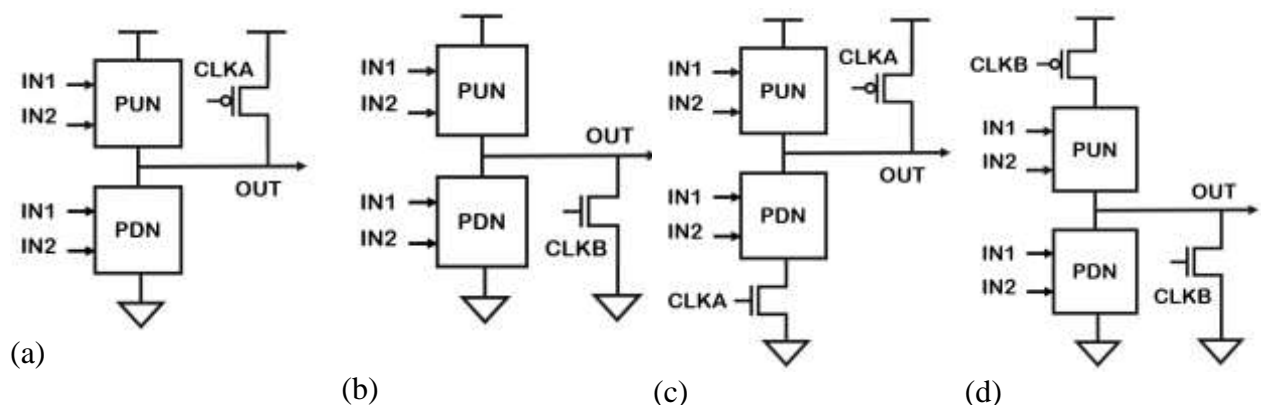 CLKA
IN1
IN2
PUN
OUT
IN1
IN2
PDN
(a)
IN1
IN2
PUN
OUT
IN1
IN2
PDN
CLKB
(b)
CLKA
IN1
IN2
PUN
OUT
IN1
IN2
PDN
CLKA
(c)
CLKB
IN1
IN2
PUN
OUT
IN1
IN2
PDN
CLKB
(d)